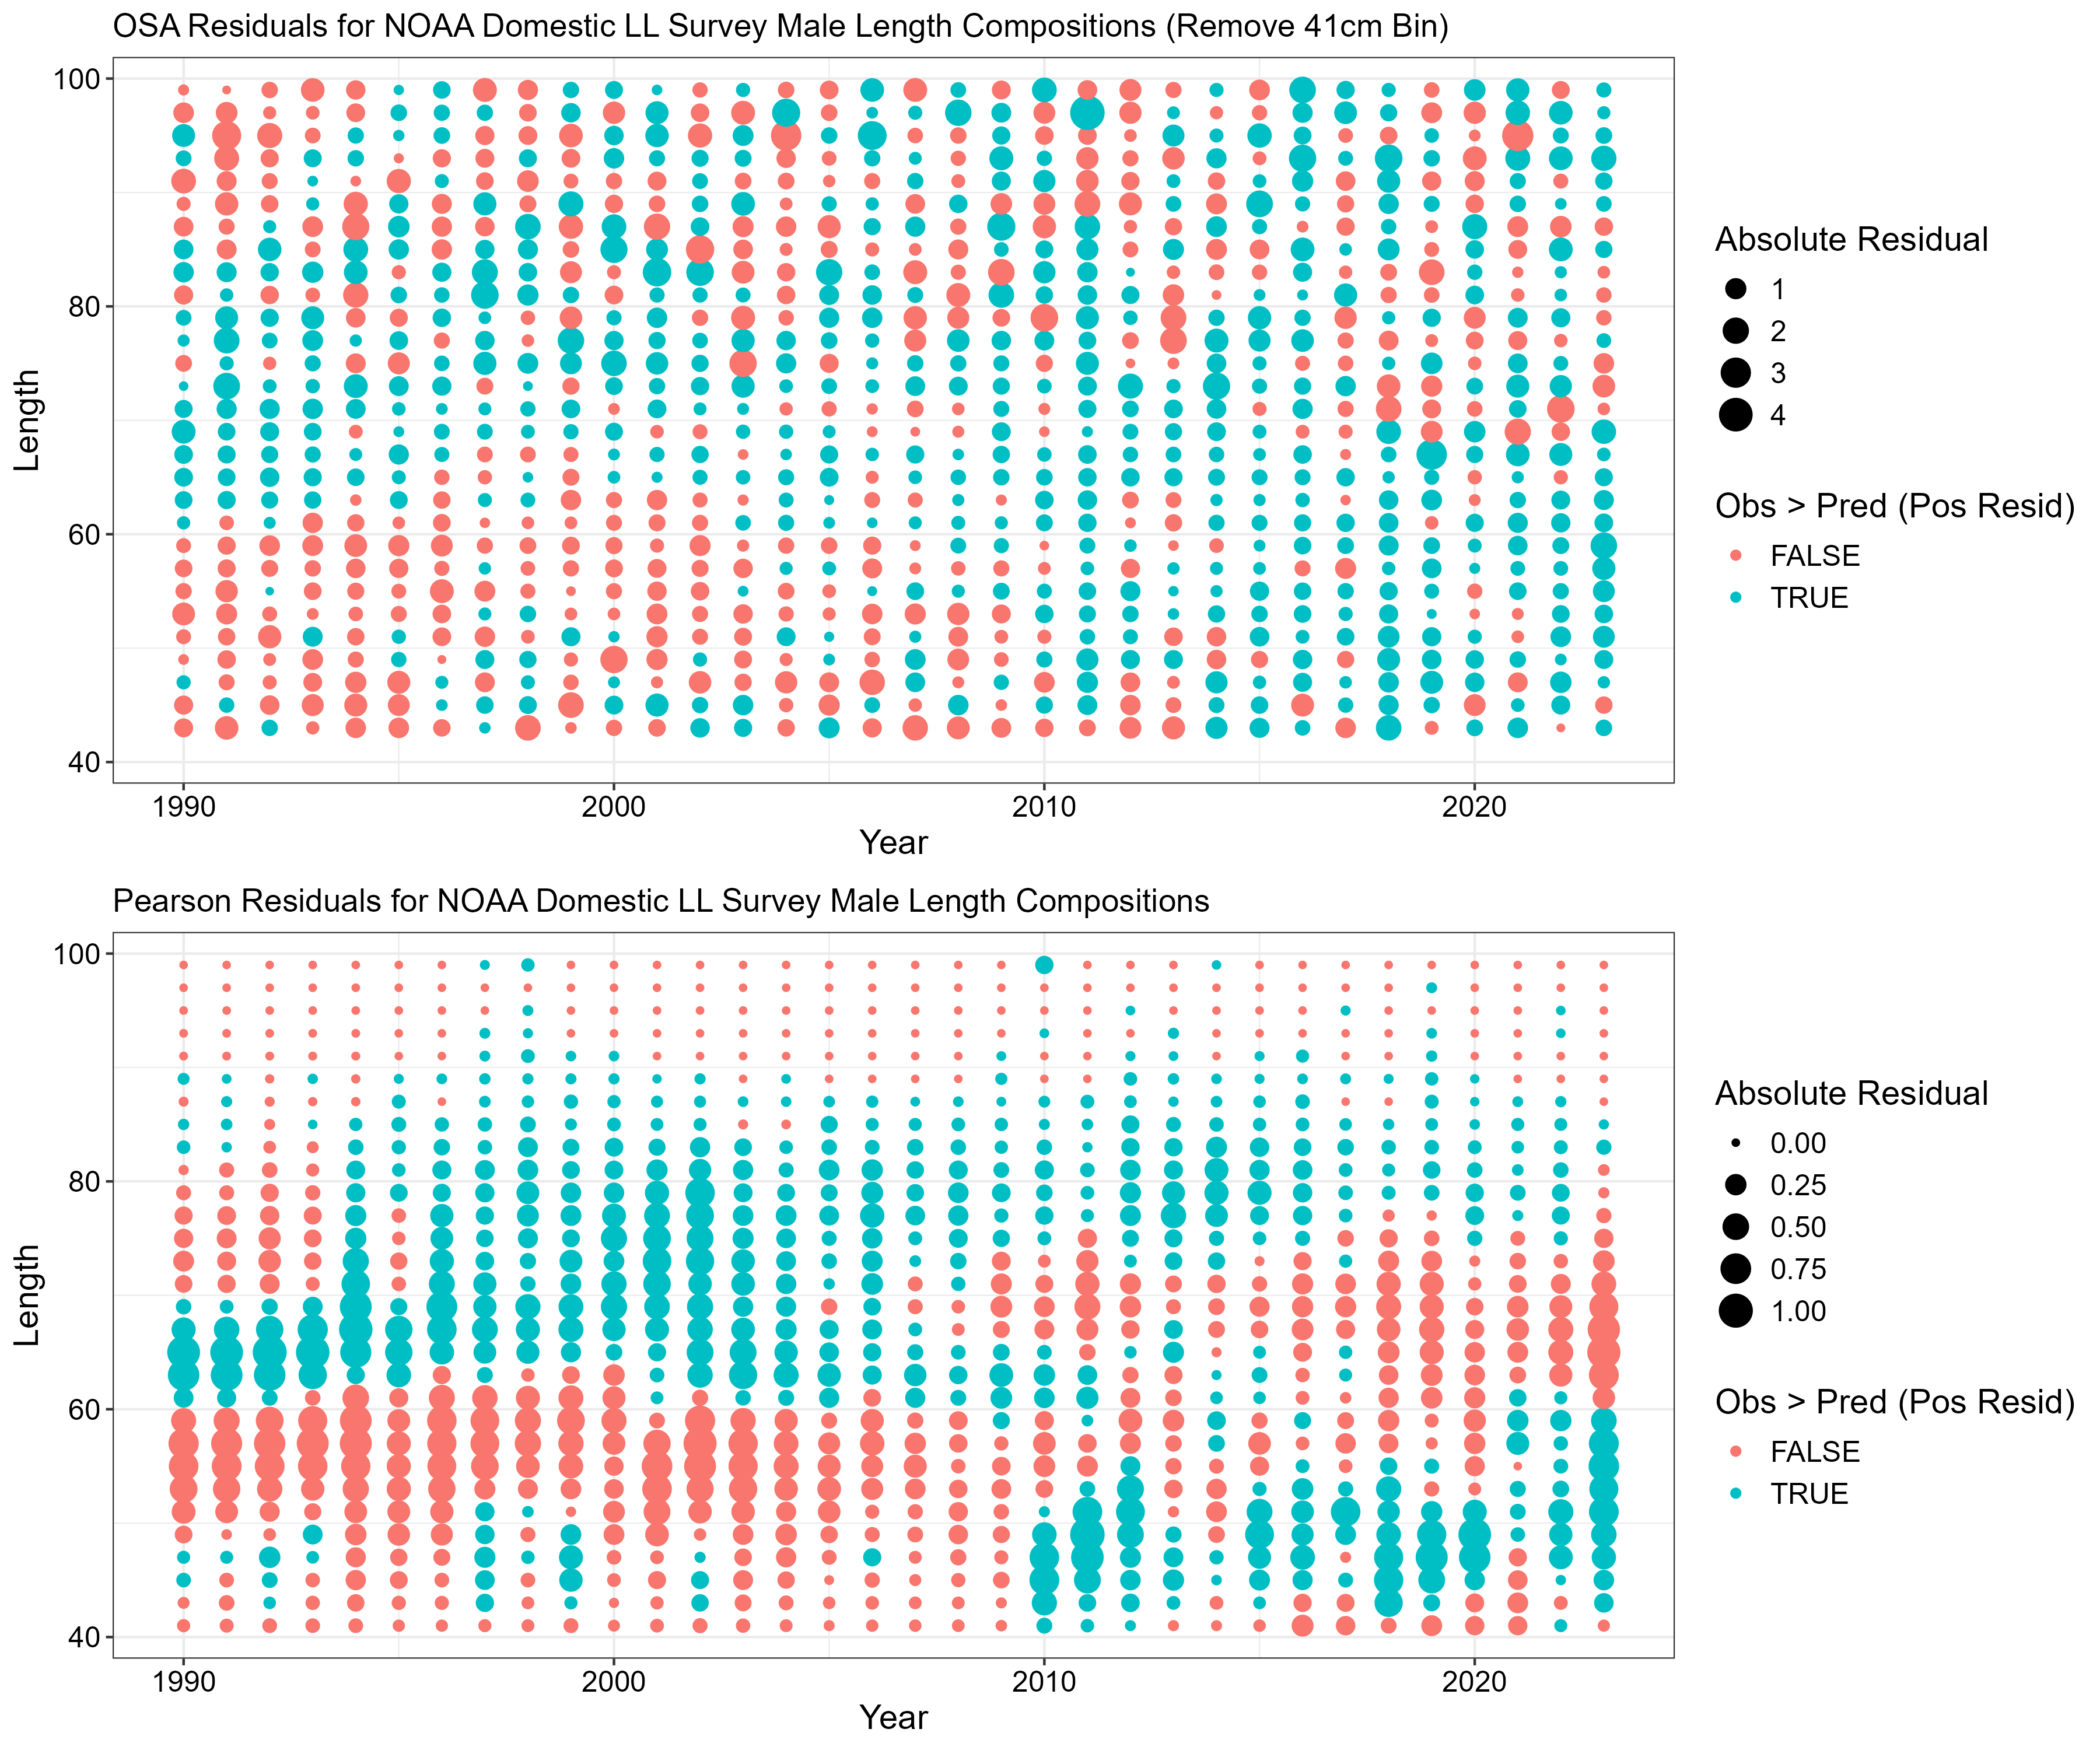 OSA Residuals for NOAA Domestic LL Survey Male Length Compositions (Remove 41cm Bin)
100
80
60
40
Length
1990
2000
2010
2020
Year
Absolute Residual
1
2
3
4
Obs > Pred (Pos Resid)
FALSE
TRUE
Pearson Residuals for NOAA Domestic LL Survey Male Length Compositions
100
80
60
40
Length
1990
2000
2010
2020
Year
Absolute Residual
0.00
0.25
0.50
0.75
1.00
Obs > Pred (Pos Resid)
FALSE
TRUE